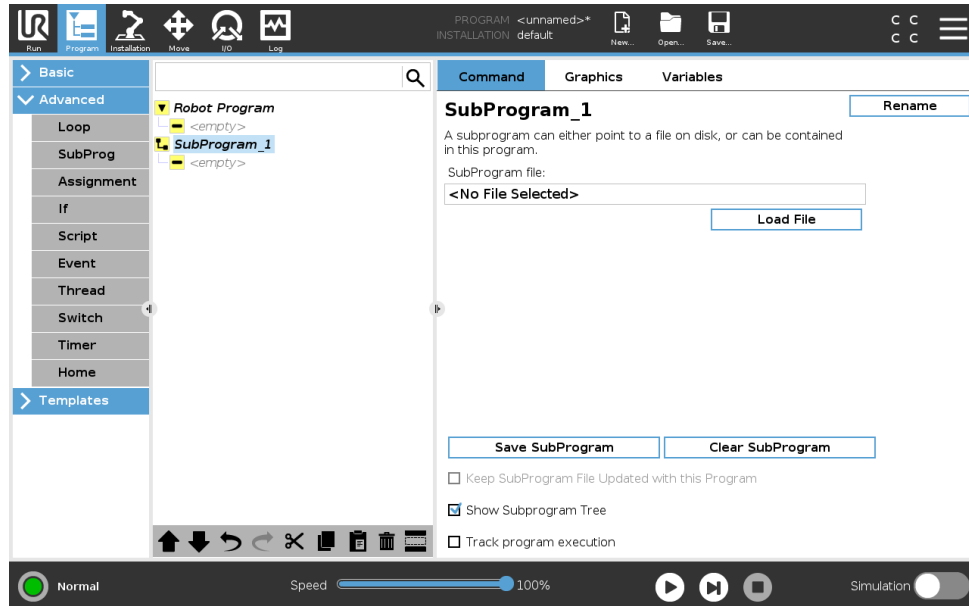 UR
Run
Program
Installation
Move
I/O
Log
PROGRAM <unnamed>*
INSTALLATION default
New...
Open...
Save...
C C
C C
Basic
Advanced
Loop
SubProg
Assignment
If
Script
Event
Thread
Switch
Timer
Home
Templates
Robot Program
<empty>
SubProgram_1
<empty>
Command Graphics Variables
SubProgram_1
Rename
A subprogram can either point to a file on disk, or can be contained
in this program.
SubProgram file:
<No File Selected>
Load File
Save SubProgram
Clear SubProgram
Keep SubProgram File Updated with this Program
Show Subprogram Tree
Track program execution
Normal
Speed
100%
Simulation